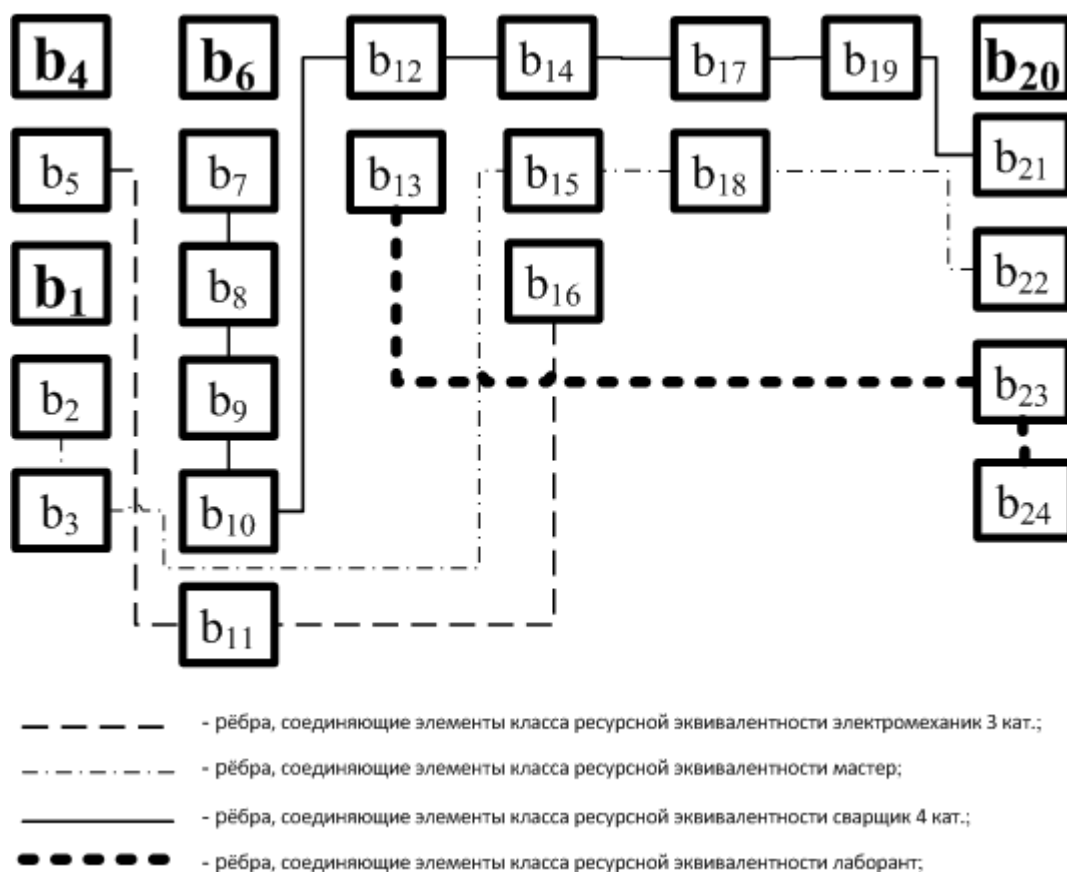 b4 b6 b12 b14 b17 b19 b20
b5 b7 b13 b15 b18 b21
b1 b8 b16 b22
b2 b9 b23
b3 b10 b24
b11
- рёбра, соединяющие элементы класса ресурсной эквивалентности электромеханик 3 кат.;
- рёбра, соединяющие элементы класса ресурсной эквивалентности мастер;
- рёбра, соединяющие элементы класса ресурсной эквивалентности сварщик 4 кат.;
- рёбра, соединяющие элементы класса ресурсной эквивалентности лаборант;